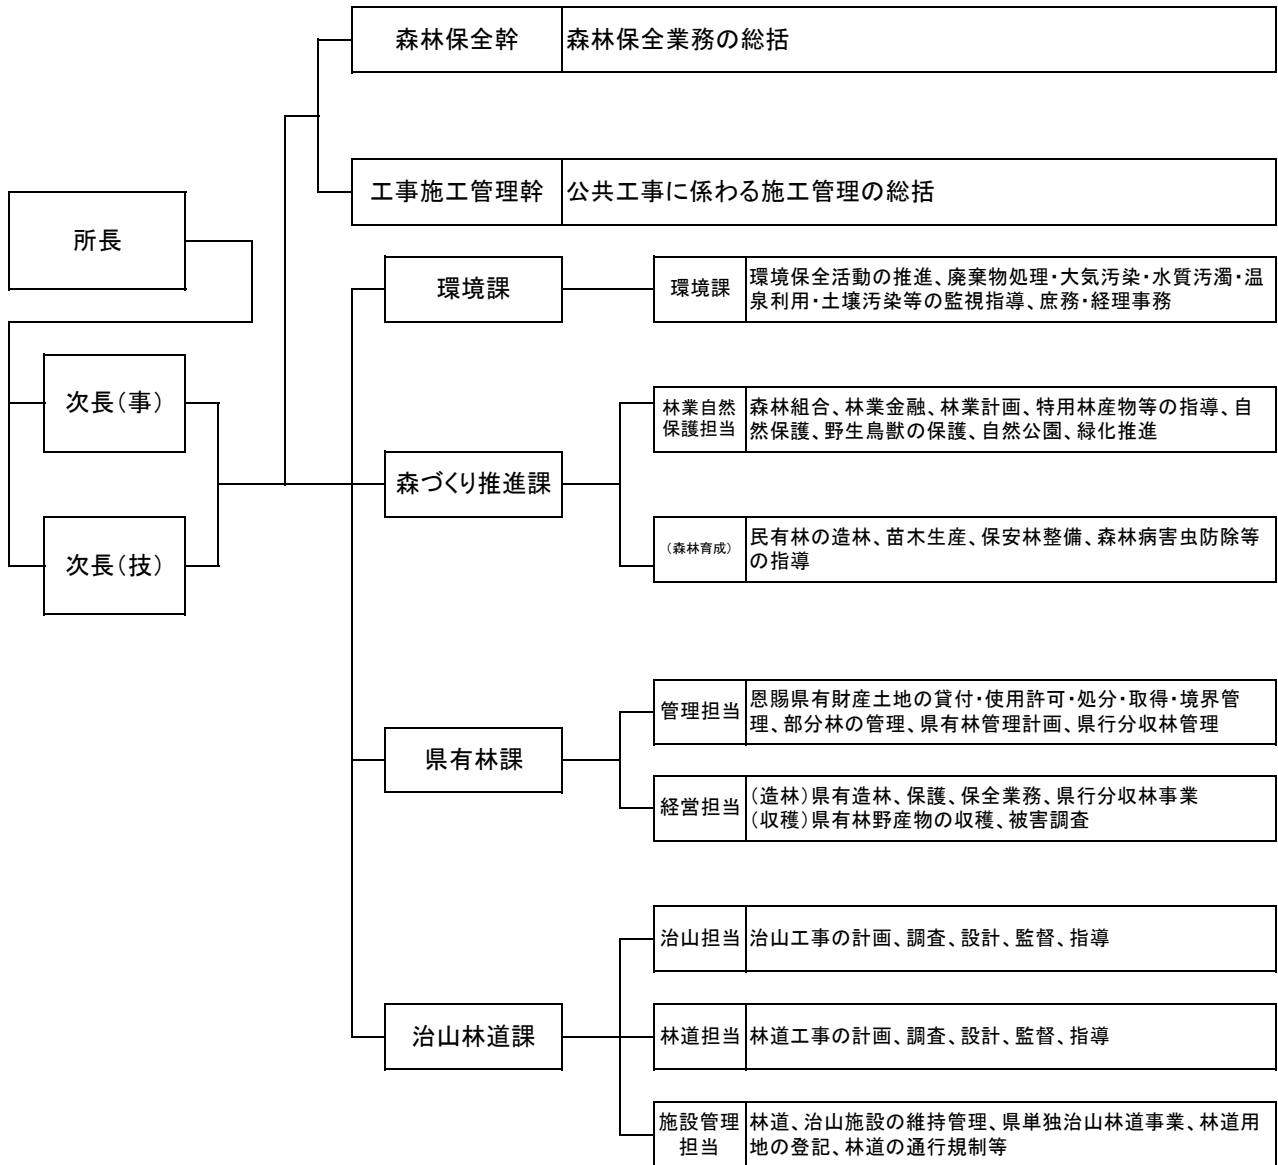 森林保全幹
森林保全業務の総括
工事施工管理幹
公共工事に係わる施工管理の総括
所長
次長(事)
次長(技)
環境課
環境課
環境保全活動の推進、廃棄物処理・大気汚染・水質汚濁・温
泉利用・土壌汚染等の監視指導、庶務・経理事務
森づくり推進課
林業自然
保護担当
森林組合、林業金融、林業計画、特用林産物等の指導、自
然保護、野生鳥獣の保護、自然公園、緑化推進
(森林育成)
民有林の造林、苗木生産、保安林整備、森林病害虫防除等
の指導
県有林課
管理担当
恩賜県有財産土地の貸付・使用許可・処分・取得・境界管
理、部分林の管理、県有林管理計画、県行分収林管理
経営担当
(造林)県有造林、保護、保全業務、県行分収林事業
(収穫)県有林野産物の収穫、被害調査
治山林道課
治山担当
治山工事の計画、調査、設計、監督、指導
林道担当
林道工事の計画、調査、設計、監督、指導
施設管理
担当
林道、治山施設の維持管理、県単独治山林道事業、林道用
地の登記、林道の通行規制等